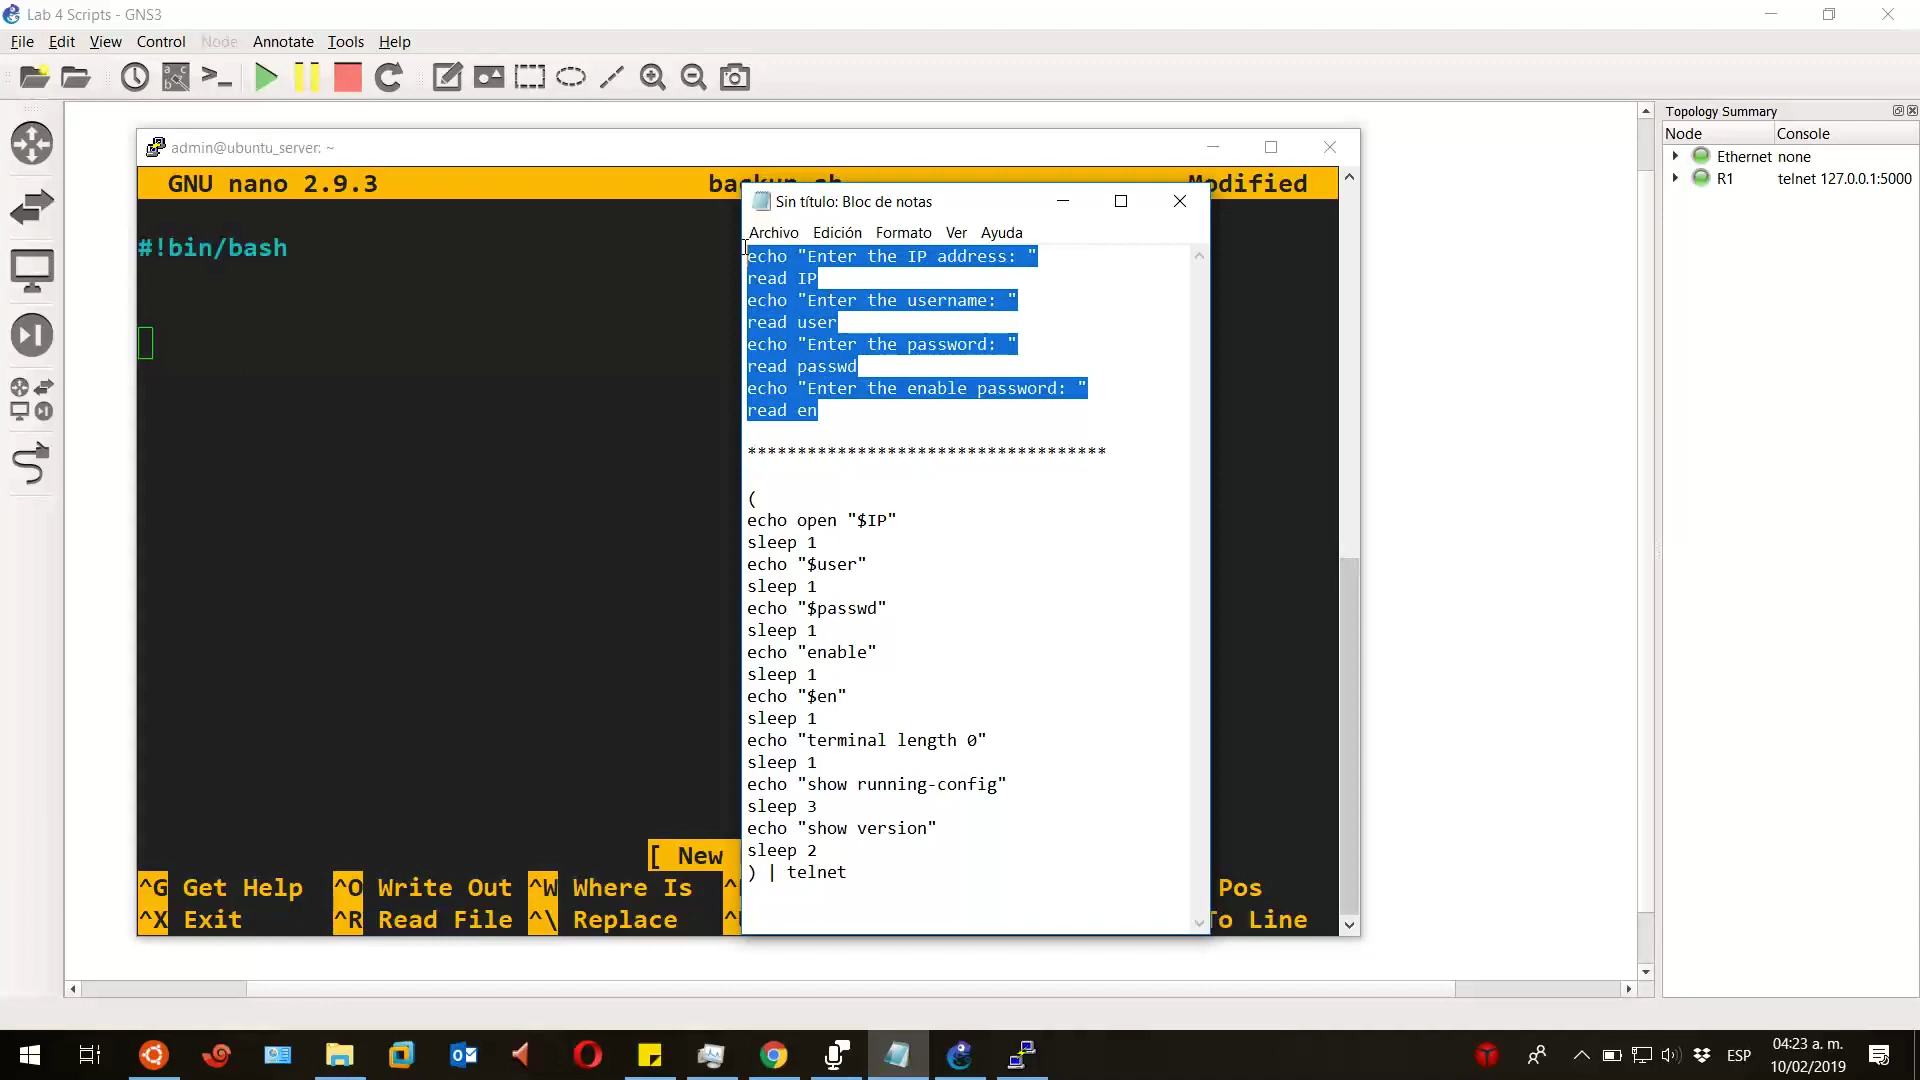 Lab 4 Scripts - GNS3
File Edit View Control Node Annotate Tools Help
Topology Summary
Node Console
Ethernet none
R1 telnet 127.0.0.1:5000
admin@ubuntu_server: ~
GNU nano 2.9.3 backup.sh Modified
#!bin/bash
[ New
^G Get Help ^O Write Out ^W Where Is Pos
^X Exit ^R Read File ^\ Replace To Line
Sin título: Bloc de notas
Archivo Edición Formato Ver Ayuda
echo "Enter the IP address: "
read IP
echo "Enter the username: "
read user
echo "Enter the password: "
read passwd
echo "Enter the enable password: "
read en
************************************
(
echo open "$IP"
sleep 1
echo "$user"
sleep 1
echo "$passwd"
sleep 1
echo "enable"
sleep 1
echo "$en"
sleep 1
echo "terminal length 0"
sleep 1
echo "show running-config"
sleep 3
echo "show version"
sleep 2
) | telnet
ESP
04:23 a. m.
10/02/2019